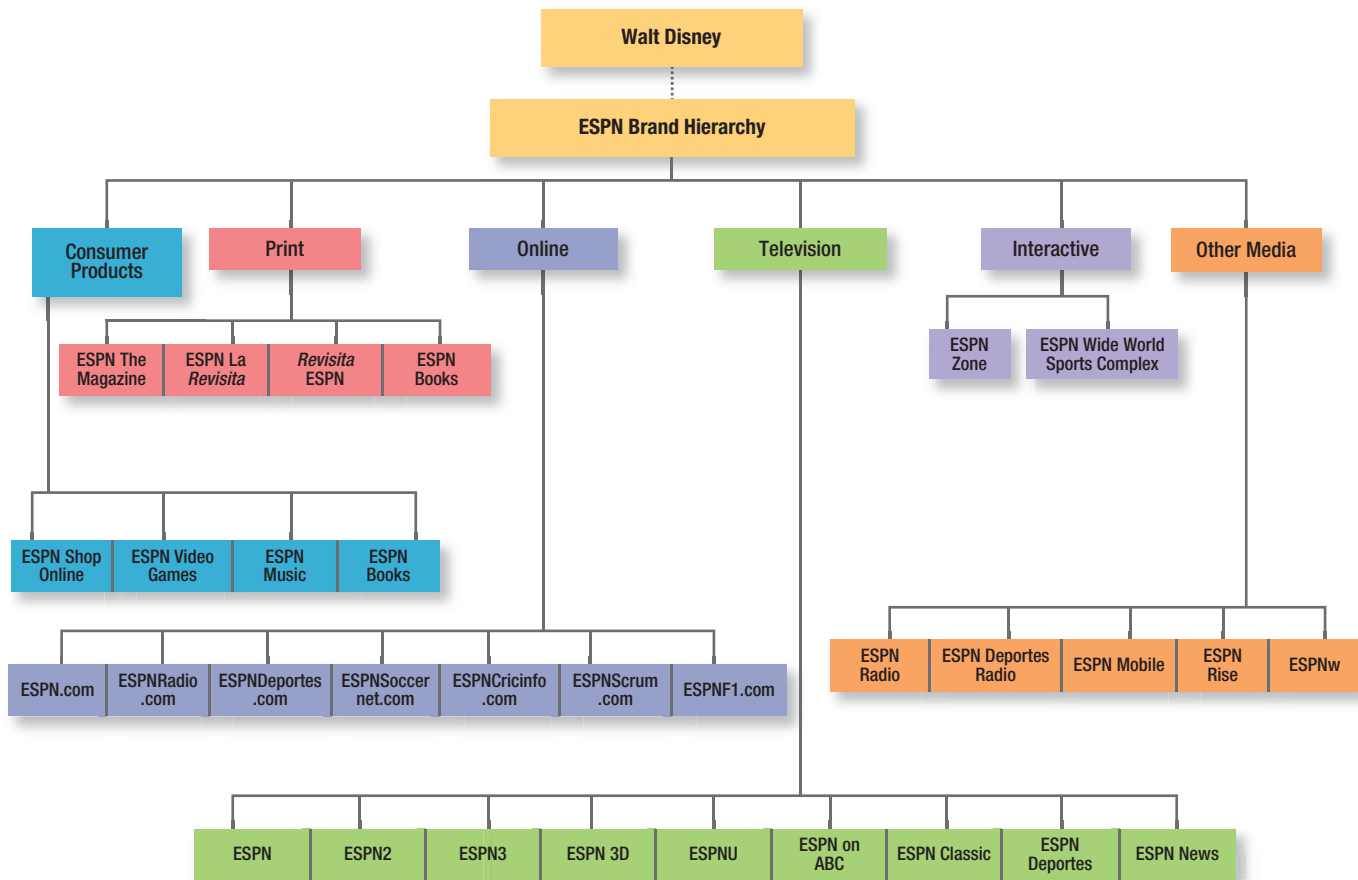 Walt Disney
ESPN Brand Hierarchy
Consumer
Products
Print
Online
Television
Interactive
Other Media
ESPN The
Magazine
ESPN La
Revisita
Revisita
ESPN
ESPN
Books
ESPN
Zone
ESPN Wide World
Sports Complex
ESPN Shop
Online
ESPN Video
Games
ESPN
Music
ESPN
Books
ESPN.com
ESPNRadio
.com
ESPNDeportes
.com
ESPNSoccer
net.com
ESPNCricinfo
.com
ESPNScrum
.com
ESPNF1.com
ESPN
Radio
ESPN Deportes
Radio
ESPN Mobile
ESPN
Rise
ESPNw
ESPN
ESPN2
ESPN3
ESPN 3D
ESPNU
ESPN on
ABC
ESPN Classic
ESPN
Deportes
ESPN News